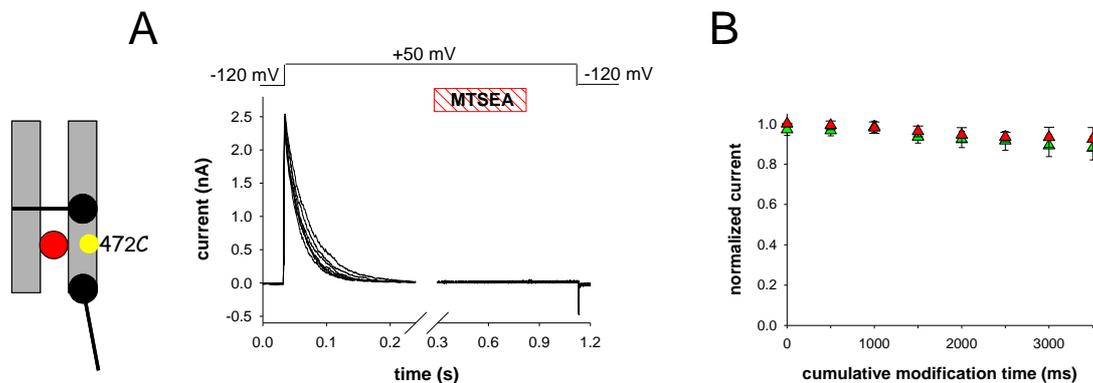 A
B
+50 mV
-120 mV
-120 mV
MTSEA
2.5
2.0
1.5
1.0
0.5
0.0
-0.5
current (nA)
0.0
0.1
0.2
0.3
0.6
0.9
1.2
time (s)
472C
1.0
0.8
0.6
0.4
0.2
0.0
normalized current
0
1000
2000
3000
cumulative modification time (ms)